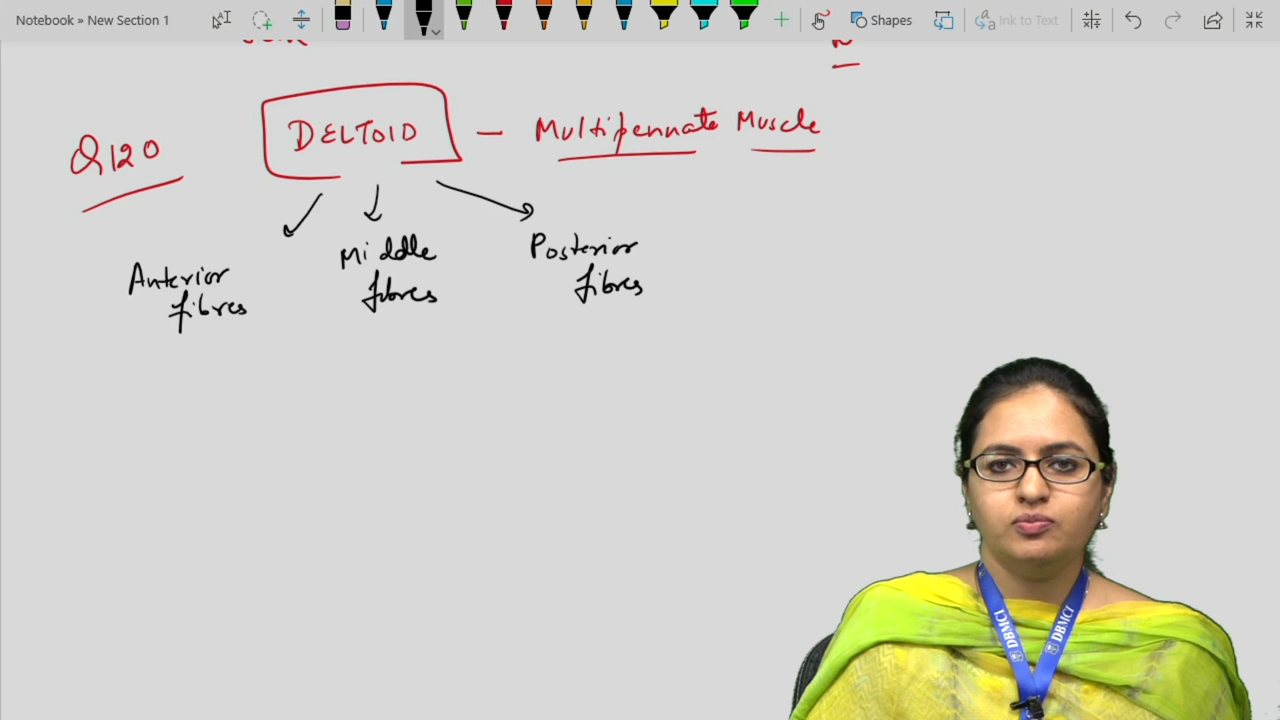 Notebook » New Section 1
Shapes
Ink to Text
Q120 DELTOID — Multipennate Muscle
Anterior fibres
Middle fibres
Posterior fibres
DBMCI
DBMCI